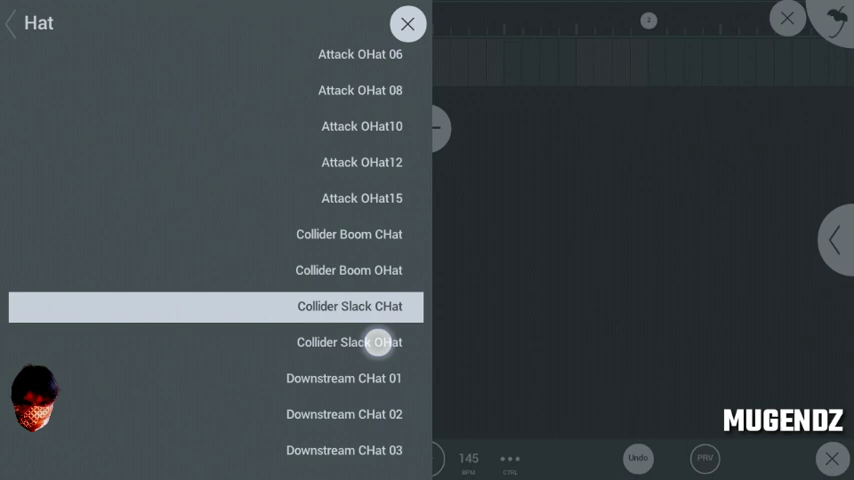 Hat
Attack OHat 06
Attack OHat 08
Attack OHat10
Attack OHat12
Attack OHat15
Collider Boom CHat
Collider Boom OHat
Collider Slack CHat
Collider Slack OHat
Downstream CHat 01
Downstream CHat 02
Downstream CHat 03
2
MUGENDZ
145
BPM
CTRL
Undo
PRV